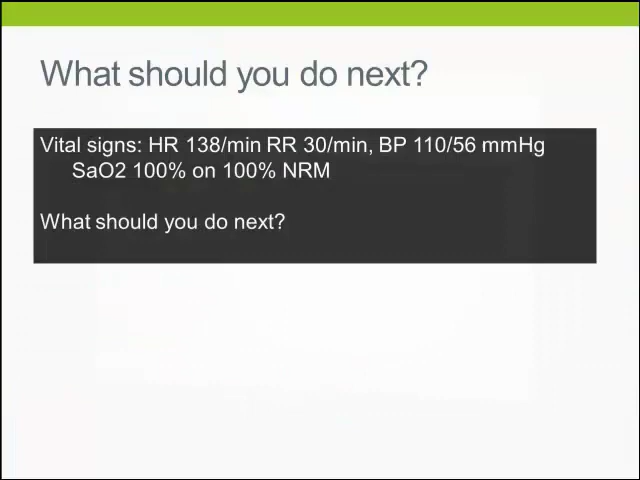 What should you do next?
Vital signs: HR 138/min RR 30/min, BP 110/56 mmHg
SaO2 100% on 100% NRM
What should you do next?